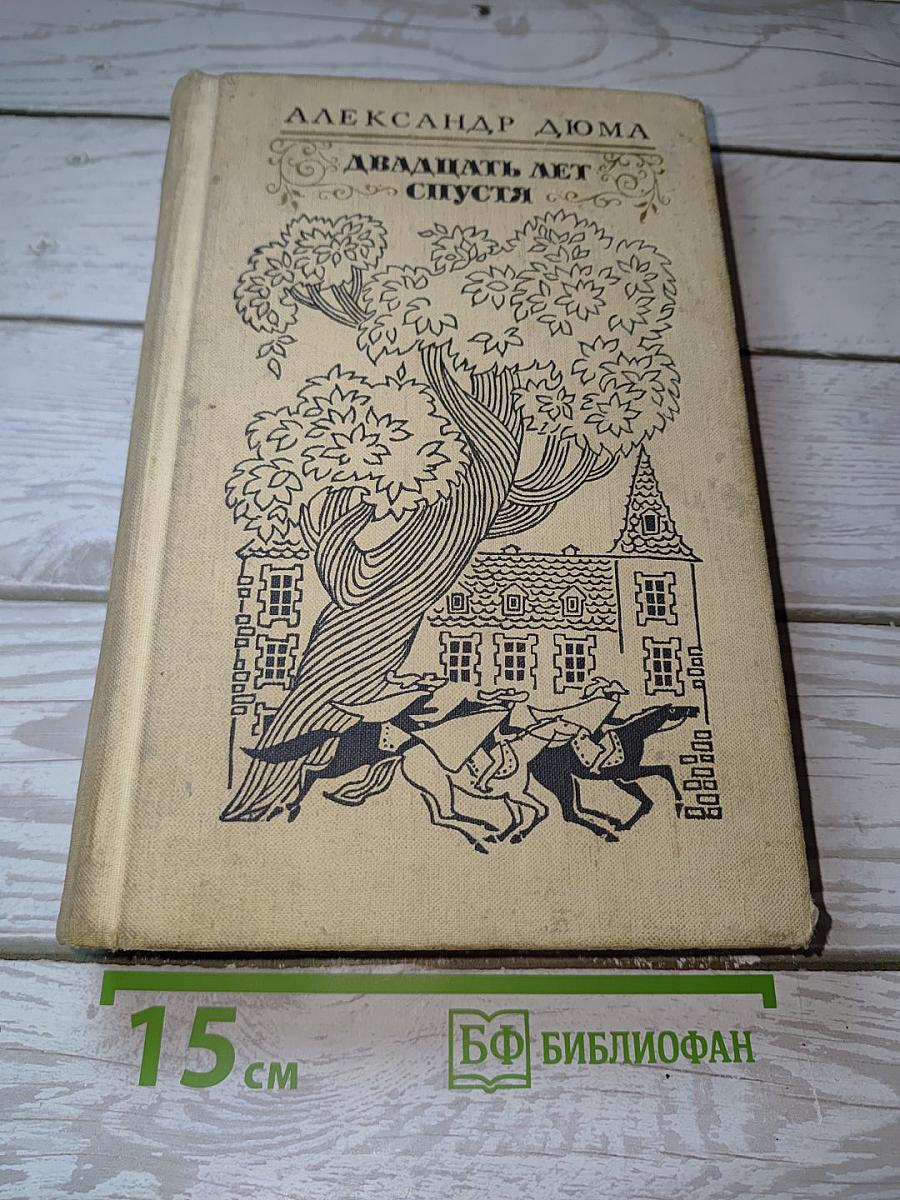 АЛЕКСАНДР ДЮМА
ДВАДЦАТЬ ЛЕТ
СПУСТЯ
15 см
БФ БИБЛИОФАН